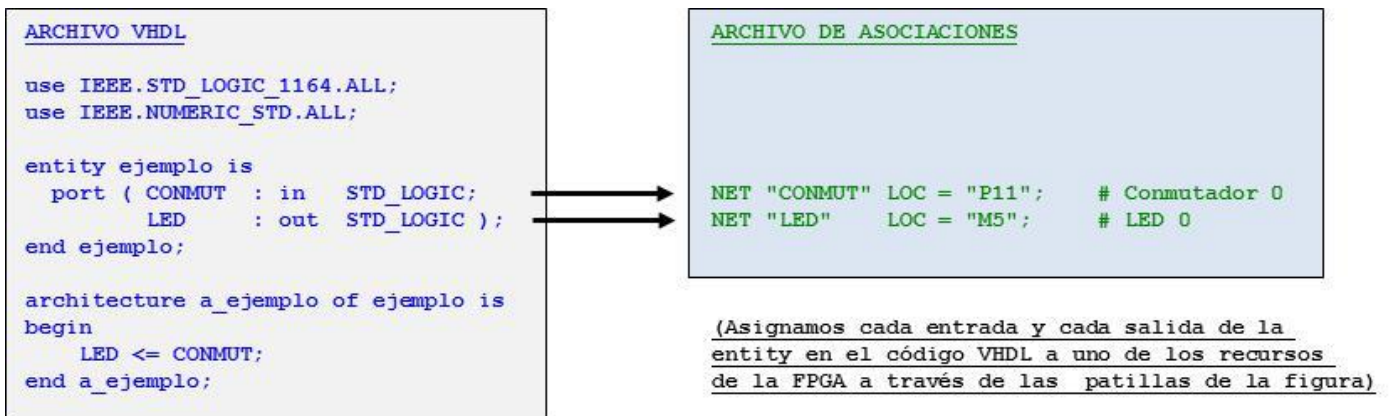 ARCHIVO VHDL
use IEEE.STD_LOGIC_1164.ALL;
use IEEE.NUMERIC_STD.ALL;
entity ejemplo is
port ( CONMUT : in STD_LOGIC;
LED : out STD_LOGIC );
end ejemplo;
architecture a_ejemplo of ejemplo is
begin
LED <= CONMUT;
end a_ejemplo;
ARCHIVO DE ASOCIACIONES
NET "CONMUT" LOC = "P11"; # Conmutador 0
NET "LED" LOC = "M5"; # LED 0
(Asignamos cada entrada y cada salida de la
entity en el código VHDL a uno de los recursos
de la FPGA a través de las patillas de la figura)